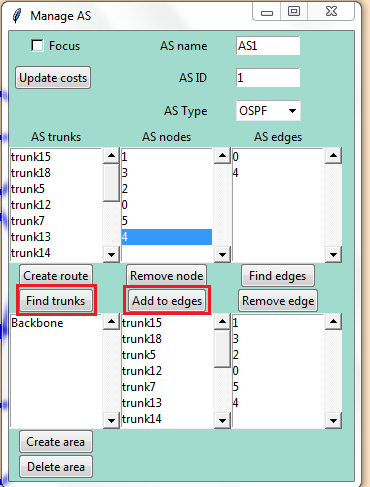 Manage AS
Focus
AS name
AS1
Update costs
AS ID
1
AS Type
OSPF
AS trunks
AS nodes
AS edges
trunk15
trunk18
trunk5
trunk12
trunk7
trunk13
trunk14
1
3
2
0
5
4
0
4
Create route
Remove node
Find edges
Find trunks
Add to edges
Remove edge
Backbone
trunk15
trunk18
trunk5
trunk12
trunk7
trunk13
trunk14
1
3
2
0
5
4
Create area
Delete area